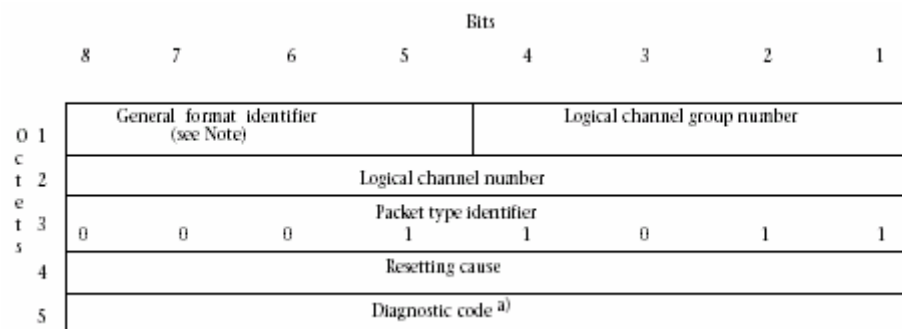 Bits
8 7 6 5 4 3 2 1
General format identifier Logical channel group number
(see Note)
Octets
1
2 Logical channel number
Packet type identifier
3 0 0 0 1 1 0 1 1
4 Resetting cause
5 Diagnostic code a)